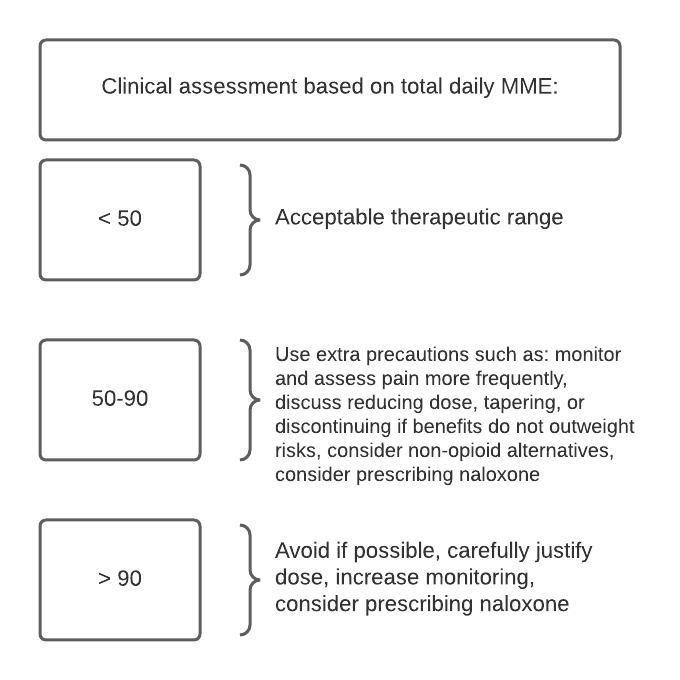 Clinical assessment based on total daily MME:
< 50
Acceptable therapeutic range
50-90
Use extra precautions such as: monitor
and assess pain more frequently,
discuss reducing dose, tapering, or
discontinuing if benefits do not outweight
risks, consider non-opioid alternatives,
consider prescribing naloxone
> 90
Avoid if possible, carefully justify
dose, increase monitoring,
consider prescribing naloxone